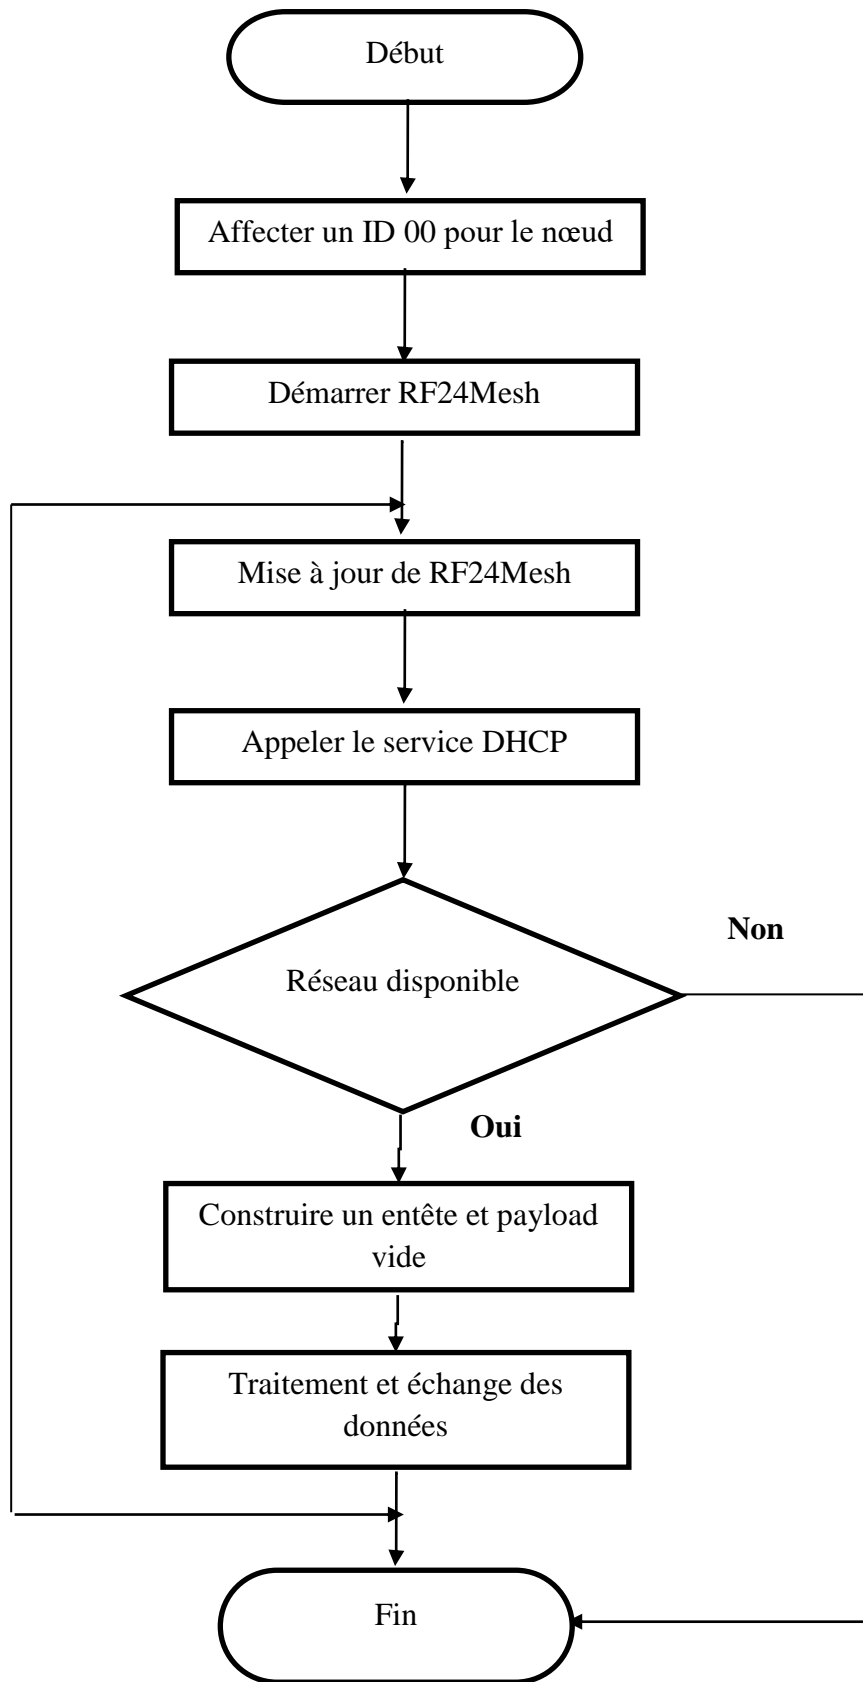 Début
Affecter un ID 00 pour le nœud
Démarrer RF24Mesh
Mise à jour de RF24Mesh
Appeler le service DHCP
Non
Réseau disponible
Oui
Construire un entête et payload
vide
Traitement et échange des
données
Fin